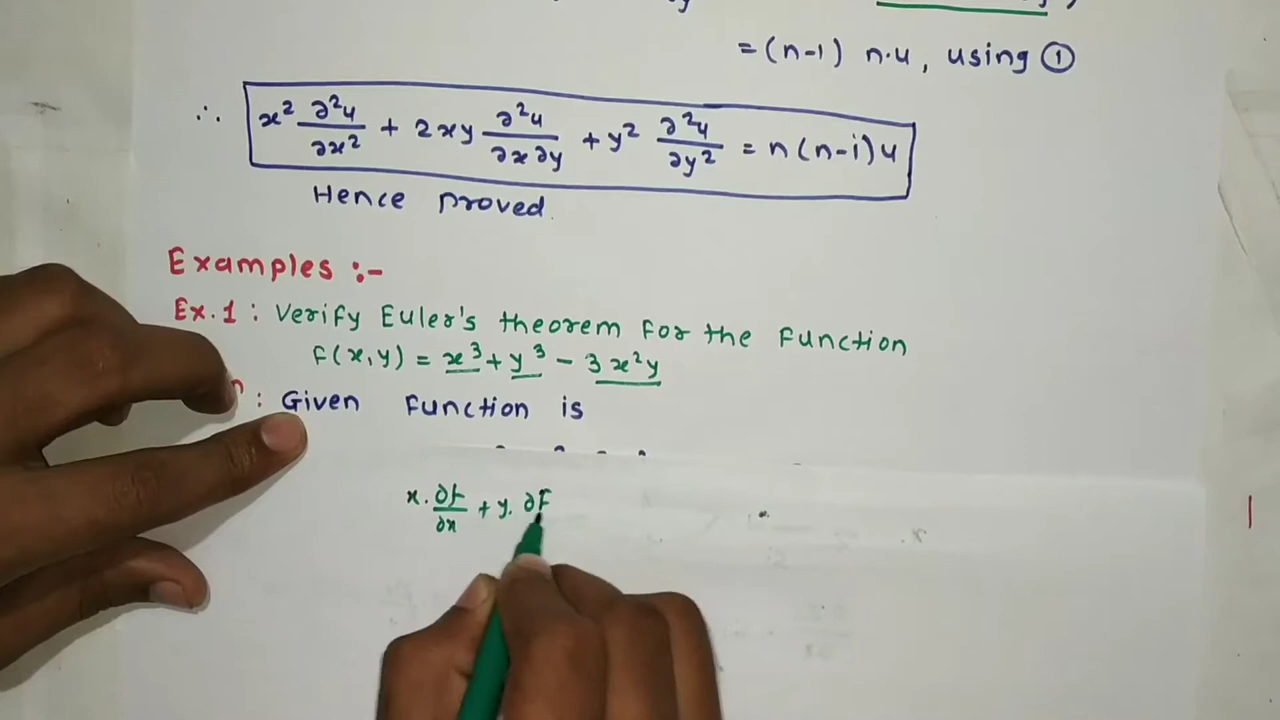 = (n-1) n.u, using ①
∴ x² ∂²u/∂x² + 2xy ∂²u/∂x∂y + y² ∂²u/∂y² = n(n-1)u
Hence proved.
Examples :-
Ex.1 : Verify Euler's theorem for the function
f(x,y) = x³ + y³ - 3x²y
: Given function is
x. ∂f/∂x + y. ∂f